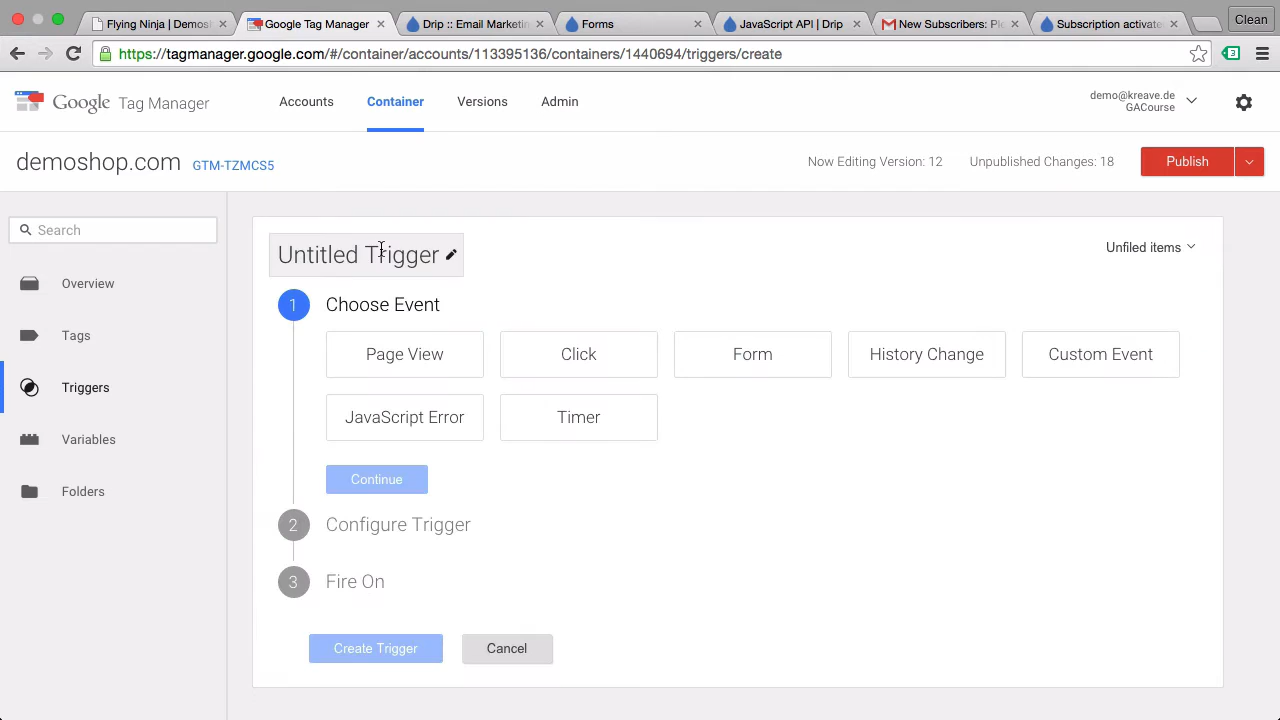 Flying Ninja | Demosh
Google Tag Manager
Drip :: Email Marketin
Forms
JavaScript API | Drip
New Subscribers: Ple
Subscription activate
Clean
https://tagmanager.google.com/#/container/accounts/113395136/containers/1440694/triggers/create
3
Google Tag Manager
Accounts
Container
Versions
Admin
demo@kreave.de
GACourse
demoshop.com GTM-TZMCS5
Now Editing Version: 12
Unpublished Changes: 18
Publish
Search
Overview
Tags
Triggers
Variables
Folders
Untitled Trigger
Unfiled items
1 Choose Event
Page View
Click
Form
History Change
Custom Event
JavaScript Error
Timer
Continue
2 Configure Trigger
3 Fire On
Create Trigger
Cancel